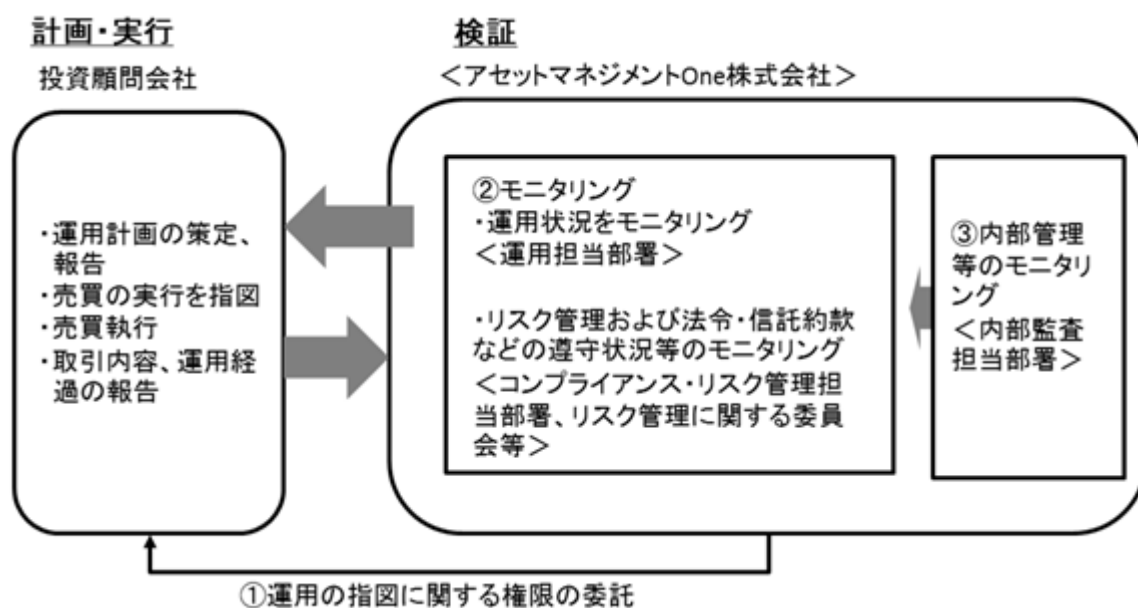 計画・実行
投資顧問会社
・運用計画の策定、
報告
・売買の実行を指図
・売買執行
・取引内容、運用経
過の報告
検証
＜アセットマネジメントOne株式会社＞
②モニタリング
・運用状況をモニタリング
＜運用担当部署＞
・リスク管理および法令・信託約款
などの遵守状況等のモニタリング
＜コンプライアンス・リスク管理担
当部署、リスク管理に関する委員
会等＞
③内部管理
等のモニタリ
ング
＜内部監査
担当部署＞
①運用の指図に関する権限の委託